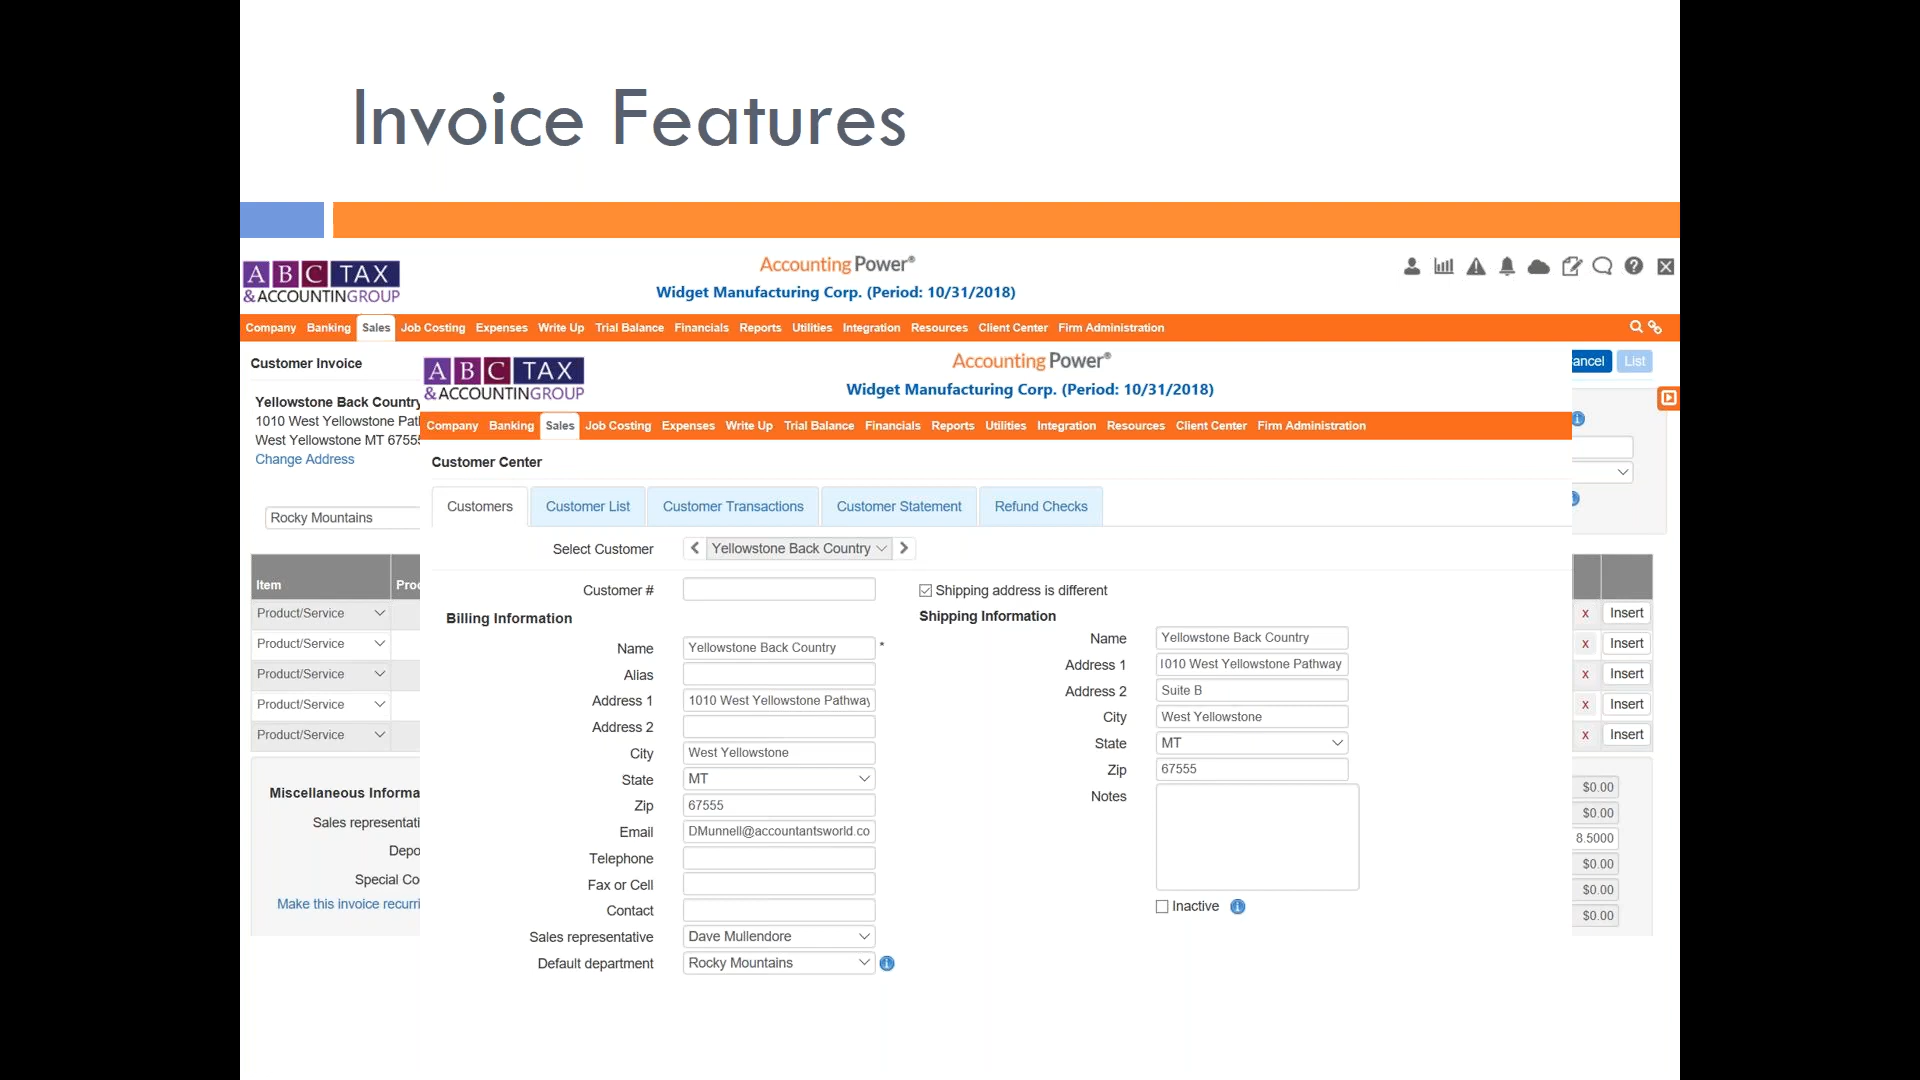 Invoice Features
ABC TAX
& ACCOUNTINGROUP
Accounting Power®
Widget Manufacturing Corp. (Period: 10/31/2018)
Company Banking Sales Job Costing Expenses Write Up Trial Balance Financials Reports Utilities Integration Resources Client Center Firm Administration
Customer Invoice
ancel List
Yellowstone Back Country
1010 West Yellowstone Pat
West Yellowstone MT 67555
Change Address
Rocky Mountains
Item Pro
Product/Service x Insert
Product/Service x Insert
Product/Service x Insert
Product/Service x Insert
Product/Service x Insert
Miscellaneous Informa
Sales representati
Depo
Special Co
Make this invoice recurri
$0.00
$0.00
8.5000
$0.00
$0.00
$0.00
ABC TAX
& ACCOUNTINGROUP
Accounting Power®
Widget Manufacturing Corp. (Period: 10/31/2018)
Company Banking Sales Job Costing Expenses Write Up Trial Balance Financials Reports Utilities Integration Resources Client Center Firm Administration
Customer Center
Customers Customer List Customer Transactions Customer Statement Refund Checks
Select Customer Yellowstone Back Country
Customer #
Billing Information
Name Yellowstone Back Country *
Alias
Address 1 1010 West Yellowstone Pathway
Address 2
City West Yellowstone
State MT
Zip 67555
Email DMunnell@accountantsworld.co
Telephone
Fax or Cell
Contact
Sales representative Dave Mullendore
Default department Rocky Mountains
Shipping address is different
Shipping Information
Name Yellowstone Back Country
Address 1 1010 West Yellowstone Pathway
Address 2 Suite B
City West Yellowstone
State MT
Zip 67555
Notes
Inactive